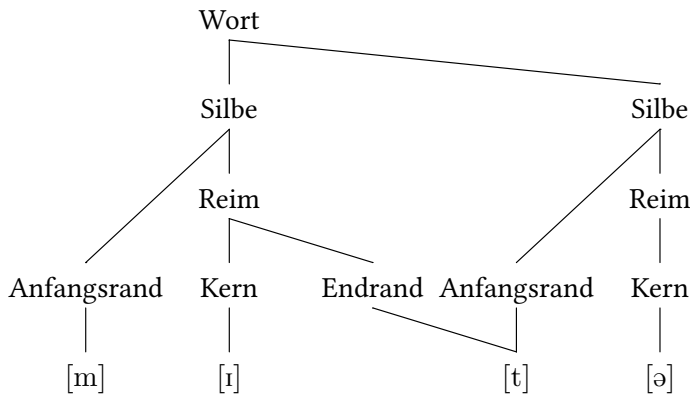 Wort
Silbe Silbe
Reim Reim
Anfangsrand Kern Endrand Anfangsrand Kern
[m] [ɪ] [t] [ə]